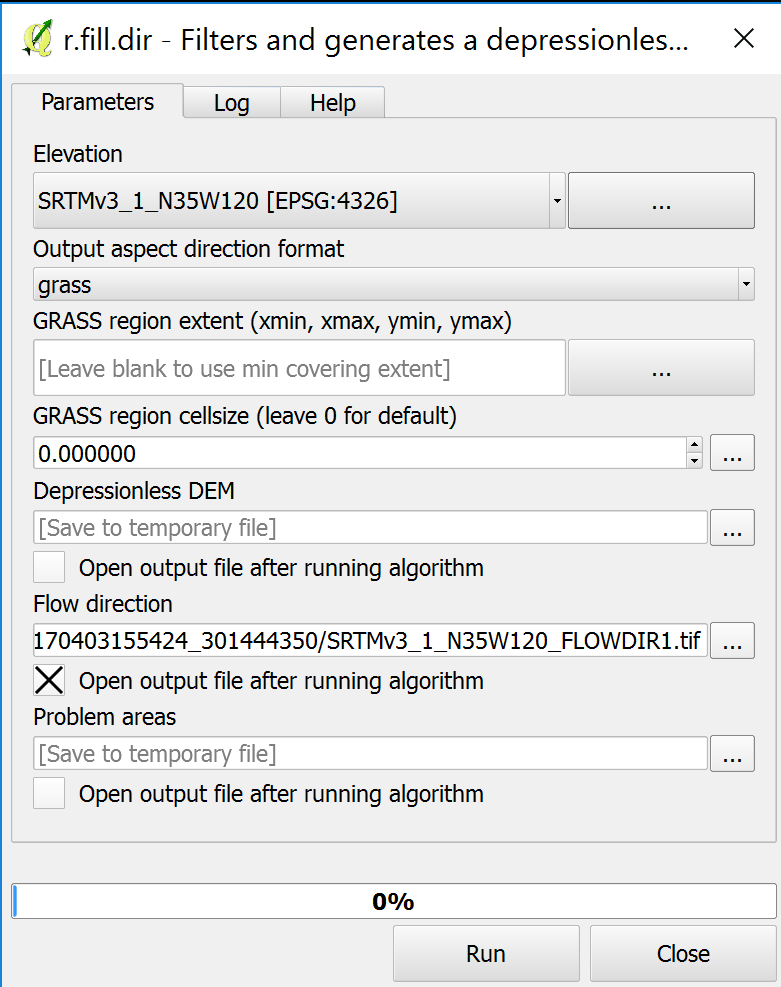 r.fill.dir - Filters and generates a depressionles...
Parameters
Log
Help
Elevation
SRTMv3_1_N35W120 [EPSG:4326]
...
Output aspect direction format
grass
GRASS region extent (xmin, xmax, ymin, ymax)
[Leave blank to use min covering extent]
...
GRASS region cellsize (leave 0 for default)
0.000000
...
Depressionless DEM
[Save to temporary file]
...
Open output file after running algorithm
Flow direction
170403155424_301444350/SRTMv3_1_N35W120_FLOWDIR1.tif
...
Open output file after running algorithm
Problem areas
[Save to temporary file]
...
Open output file after running algorithm
0%
Run
Close